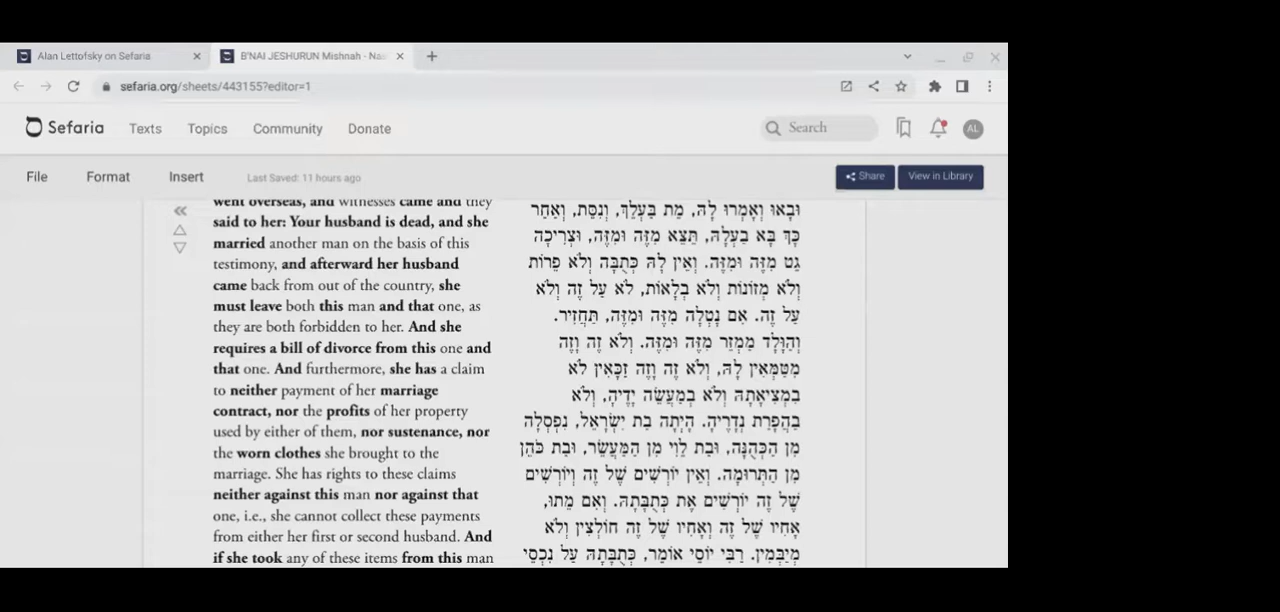 Alan Lettofsky on Sefaria
B'NAI JESHURUN Mishnah - Nas
sefaria.org/sheets/443155?editor=1
Sefaria
Texts
Topics
Community
Donate
Search
AL
File
Format
Insert
Last Saved: 11 hours ago
Share
View in Library
went overseas, and witnesses came and they
said to her: Your husband is dead, and she
married another man on the basis of this
testimony, and afterward her husband
came back from out of the country, she
must leave both this man and that one, as
they are both forbidden to her. And she
requires a bill of divorce from this one and
that one. And furthermore, she has a claim
to neither payment of her marriage
contract, nor the profits of her property
used by either of them, nor sustenance, nor
the worn clothes she brought to the
marriage. She has rights to these claims
neither against this man nor against that
one, i.e., she cannot collect these payments
from either her first or second husband. And
if she took any of these items from this man
וּבָאוּ וְאָמְרוּ לָהּ, מֵת בַּעְלֵךְ, וְנִסֵּת, וְאַחַר
כָּךְ בָּא בַעְלָהּ, תֵּצֵא מִזֶּה וּמִזֶּה, וּצְרִיכָה
גֵט מִזֶּה וּמִזֶּה. וְאֵין לָהּ כְּתֻבָּה וְלֹא פֵרוֹת
וְלֹא מְזוֹנוֹת וְלֹא בְלָאוֹת, לֹא עַל זֶה וְלֹא
עַל זֶה. אִם נָטְלָה מִזֶּה וּמִזֶּה, תַּחֲזִיר.
וְהַוָּלָד מַמְזֵר מִזֶּה וּמִזֶּה. וְלֹא זֶה וָזֶה
מִטַּמְּאִין לָהּ, וְלֹא זֶה וָזֶה זַכָּאִין לֹא
בִמְצִיאָתָהּ וְלֹא בְמַעֲשֵׂה יָדֶיהָ, וְלֹא
בַהֲפָרַת נְדָרֶיהָ. הָיְתָה בַת יִשְׂרָאֵל, נִפְסְלָה
מִן הַכְּהֻנָּה, וּבַת לֵוִי מִן הַמַּעֲשֵׂר, וּבַת כֹּהֵן
מִן הַתְּרוּמָה. וְאֵין יוֹרְשִׁים שֶׁל זֶה וְיוֹרְשִׁים
שֶׁל זֶה יוֹרְשִׁים אֶת כְּתֻבָּתָהּ. וְאִם מֵתוּ,
אָחִיו שֶׁל זֶה וְאָחִיו שֶׁל זֶה חוֹלְצִין וְלֹא
מְיַבְּמִין. רַבִּי יוֹסֵי אוֹמֵר, כְּתֻבָּתָהּ עַל נִכְסֵי